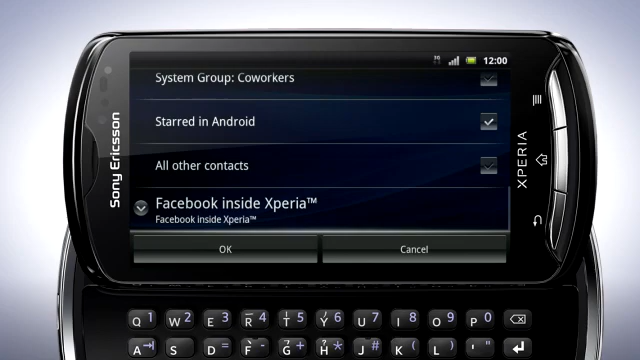 12:00
System Group: Coworkers
Starred in Android
All other contacts
Facebook inside Xperia™
Facebook inside Xperia™
OK Cancel
Sony Ericsson
XPERIA
Q 1 W 2 E 3 R 4 T 5 Y 6 U 7 I 8 O 9 P 0
A S D = F - G + H * J # K ( L ) ' "